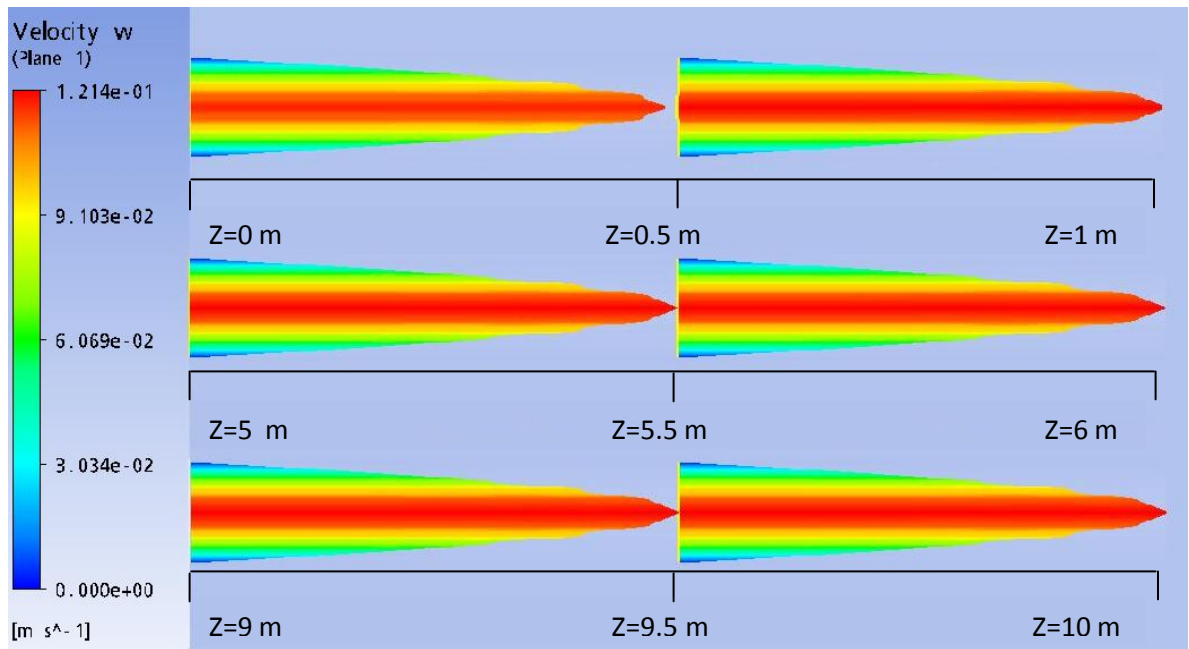 Velocity w
(Plane 1)
1.214e-01
9.103e-02
6.069e-02
3.034e-02
0.000e+00
[m s^-1]
Z=0 m Z=0.5 m Z=1 m
Z=5 m Z=5.5 m Z=6 m
Z=9 m Z=9.5 m Z=10 m